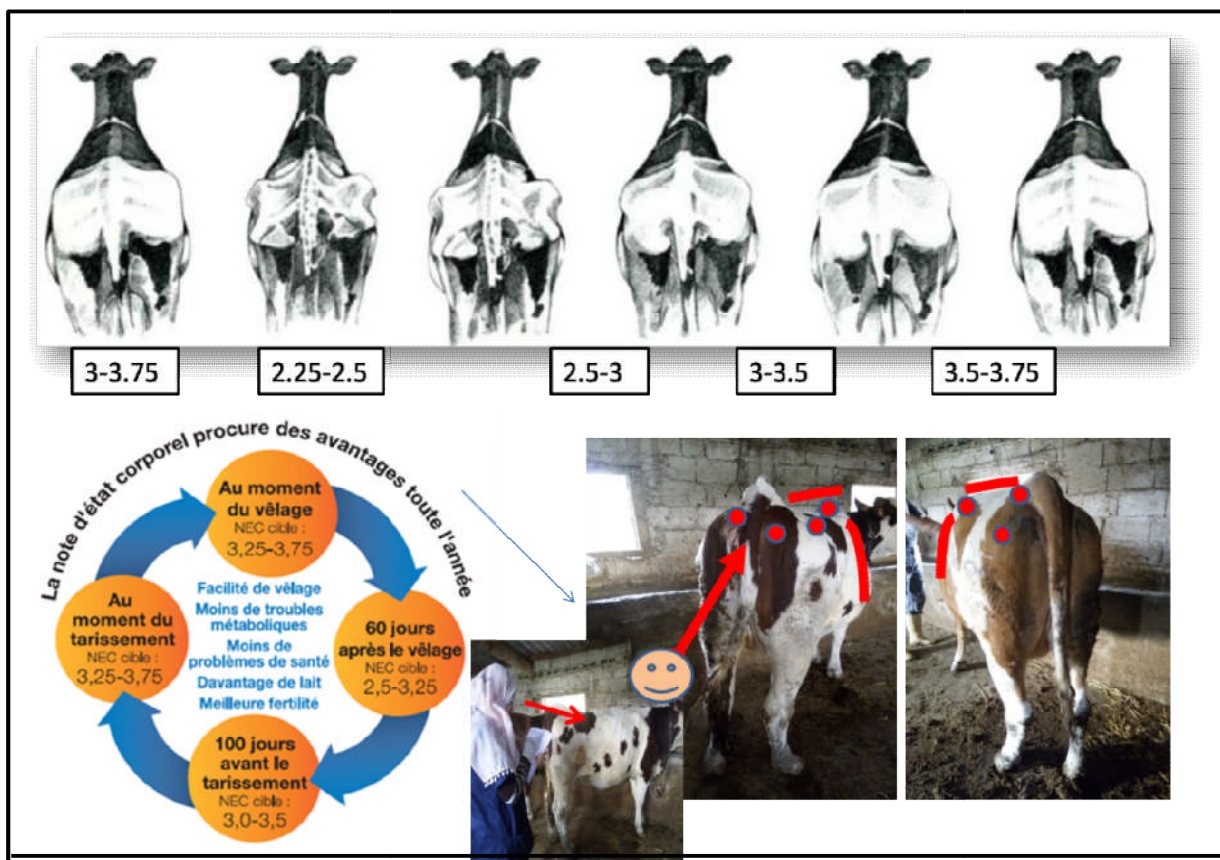 3-3.75
2.25-2.5
2.5-3
3-3.5
3.5-3.75
La note d'état corporel procure des avantages toute l'année
Au moment
du vêlage
NEC cible :
3,25-3,75
60 jours
après le vêlage
NEC cible :
2,5-3,25
100 jours
avant le
tarissement
NEC cible :
3,0-3,5
Au
moment du
tarissement
NEC cible :
3,25-3,75
Facilité de vêlage
Moins de troubles
métaboliques
Moins de
problèmes de santé
Davantage de lait
Meilleure fertilité